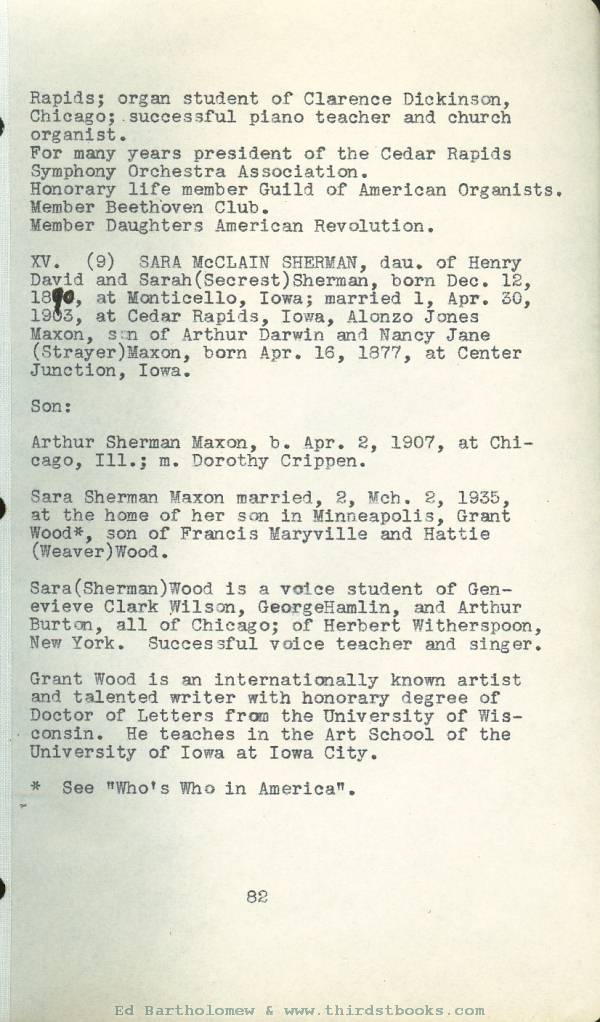 Rapids; organ student of Clarence Dickinson,
Chicago; successful piano teacher and church
organist.
For many years president of the Cedar Rapids
Symphony Orchestra Association.
Honorary life member Guild of American Organists.
Member Beethoven Club.
Member Daughters American Revolution.
XV. (9) SARA McCLAIN SHERMAN, dau. of Henry
David and Sarah(Secrest)Sherman, born Dec. 12,
1890, at Monticello, Iowa; married 1, Apr. 30,
1903, at Cedar Rapids, Iowa, Alonzo Jones
Maxon, son of Arthur Darwin and Nancy Jane
(Strayer)Maxon, born Apr. 16, 1877, at Center
Junction, Iowa.
Son:
Arthur Sherman Maxon, b. Apr. 2, 1907, at Chi-
cago, Ill.; m. Dorothy Crippen.
Sara Sherman Maxon married, 2, Mch. 2, 1935,
at the home of her son in Minneapolis, Grant
Wood*, son of Francis Maryville and Hattie
(Weaver)Wood.
Sara(Sherman)Wood is a voice student of Gen-
evieve Clark Wilson, GeorgeHamlin, and Arthur
Burton, all of Chicago; of Herbert Witherspoon,
New York. Successful voice teacher and singer.
Grant Wood is an internationally known artist
and talented writer with honorary degree of
Doctor of Letters from the University of Wis-
consin. He teaches in the Art School of the
University of Iowa at Iowa City.
* See "Who's Who in America".
82
Ed Bartholomew & www.thirdstbooks.com